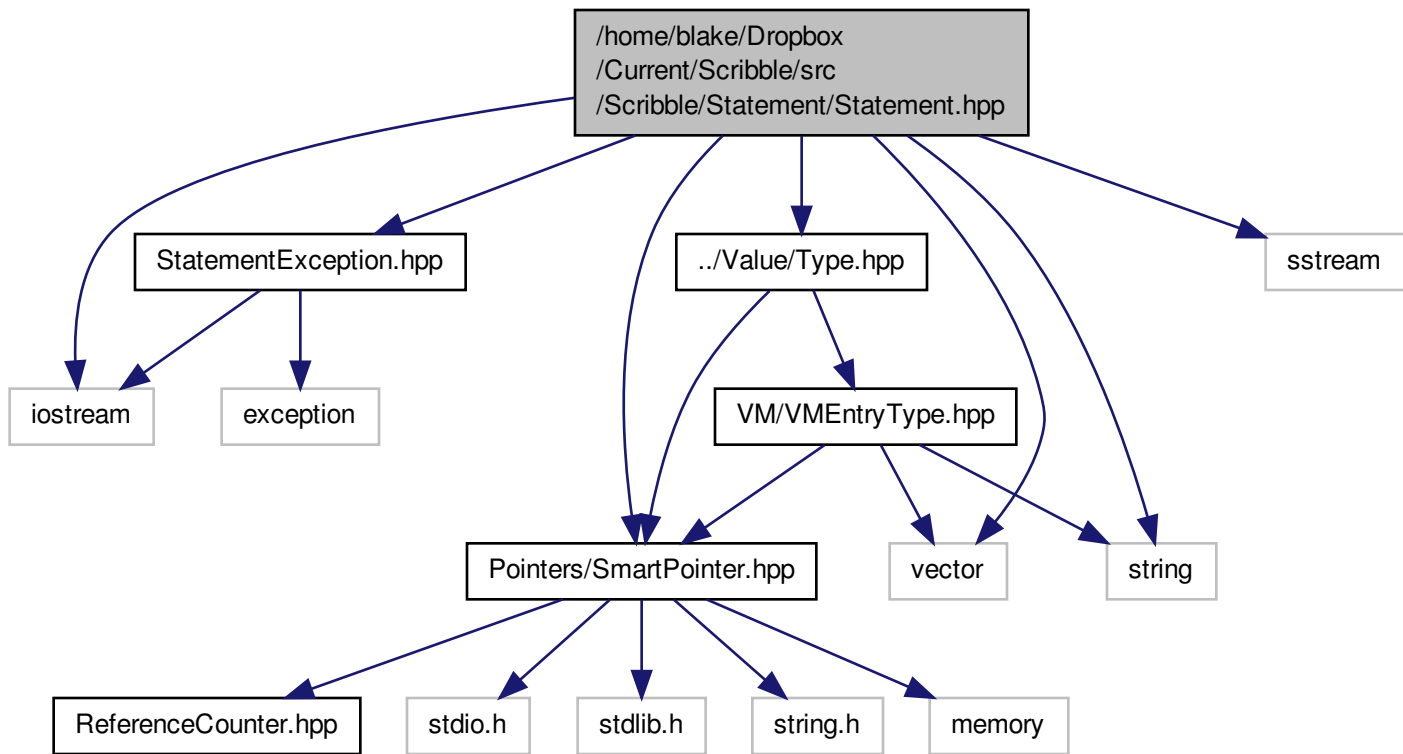 /home/blake/Dropbox
/Current/Scribble/src
/Scribble/Statement/Statement.hpp
StatementException.hpp
../Value/Type.hpp
sstream
iostream
exception
VM/VMEntryType.hpp
Pointers/SmartPointer.hpp
vector
string
ReferenceCounter.hpp
stdio.h
stdlib.h
string.h
memory